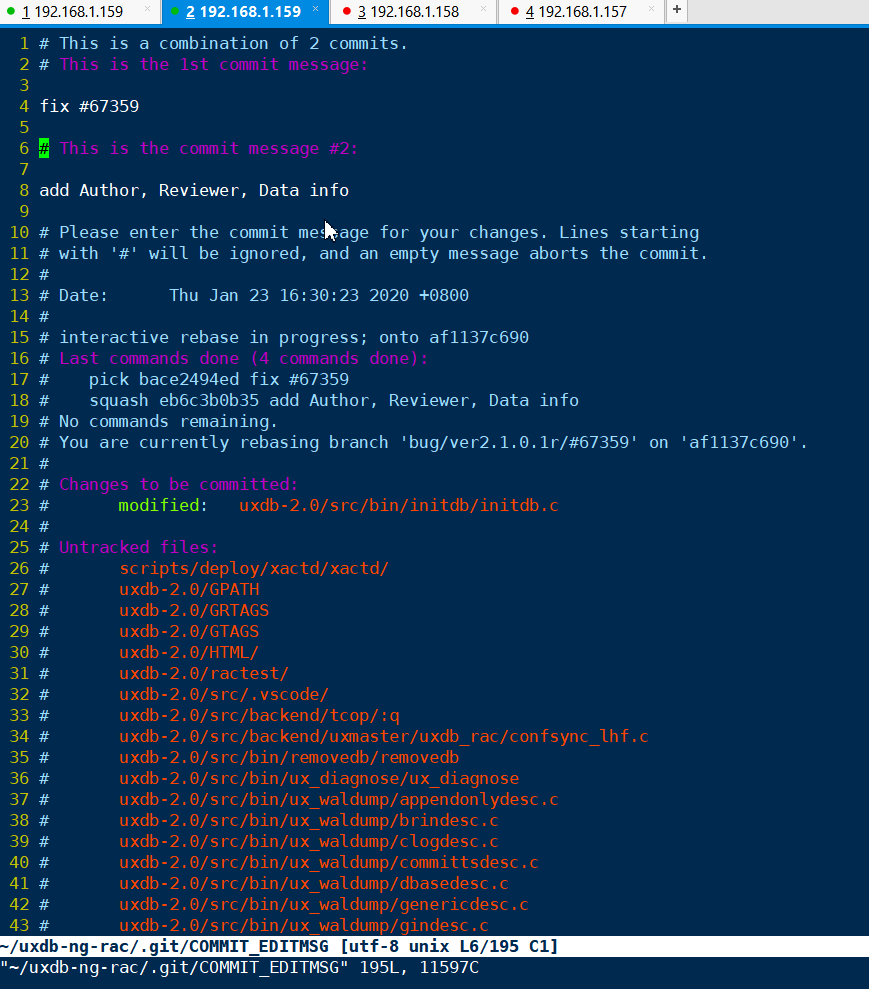 1 192.168.1.159 × 2 192.168.1.159 × 3 192.168.1.158 × 4 192.168.1.157 × +
1 # This is a combination of 2 commits.
2 # This is the 1st commit message:
3
4 fix #67359
5
6 # This is the commit message #2:
7
8 add Author, Reviewer, Data info
9
10 # Please enter the commit message for your changes. Lines starting
11 # with '#' will be ignored, and an empty message aborts the commit.
12 #
13 # Date:      Thu Jan 23 16:30:23 2020 +0800
14 #
15 # interactive rebase in progress; onto af1137c690
16 # Last commands done (4 commands done):
17 #    pick bace2494ed fix #67359
18 #    squash eb6c3b0b35 add Author, Reviewer, Data info
19 # No commands remaining.
20 # You are currently rebasing branch 'bug/ver2.1.0.1r/#67359' on 'af1137c690'.
21 #
22 # Changes to be committed:
23 #       modified:   uxdb-2.0/src/bin/initdb/initdb.c
24 #
25 # Untracked files:
26 #       scripts/deploy/xactd/xactd/
27 #       uxdb-2.0/GPATH
28 #       uxdb-2.0/GRTAGS
29 #       uxdb-2.0/GTAGS
30 #       uxdb-2.0/HTML/
31 #       uxdb-2.0/ractest/
32 #       uxdb-2.0/src/.vscode/
33 #       uxdb-2.0/src/backend/tcop/:q
34 #       uxdb-2.0/src/backend/uxmaster/uxdb_rac/confsync_lhf.c
35 #       uxdb-2.0/src/bin/removedb/removedb
36 #       uxdb-2.0/src/bin/ux_diagnose/ux_diagnose
37 #       uxdb-2.0/src/bin/ux_waldump/appendonlydesc.c
38 #       uxdb-2.0/src/bin/ux_waldump/brindesc.c
39 #       uxdb-2.0/src/bin/ux_waldump/clogdesc.c
40 #       uxdb-2.0/src/bin/ux_waldump/committsdesc.c
41 #       uxdb-2.0/src/bin/ux_waldump/dbasedesc.c
42 #       uxdb-2.0/src/bin/ux_waldump/genericdesc.c
43 #       uxdb-2.0/src/bin/ux_waldump/gindesc.c
~/uxdb-ng-rac/.git/COMMIT_EDITMSG [utf-8 unix L6/195 C1]
"~/uxdb-ng-rac/.git/COMMIT_EDITMSG" 195L, 11597C